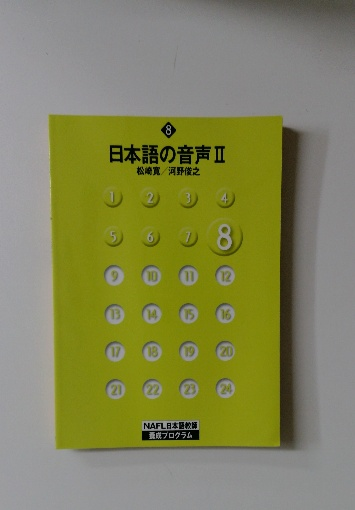 8
日本語の音声II
松崎寛／河野俊之
1 2 3 4
5 6 7 8
9 10 11 12
13 14 15 16
17 18 19 20
21 22 23 24
NAFL日本語教師
養成プログラム